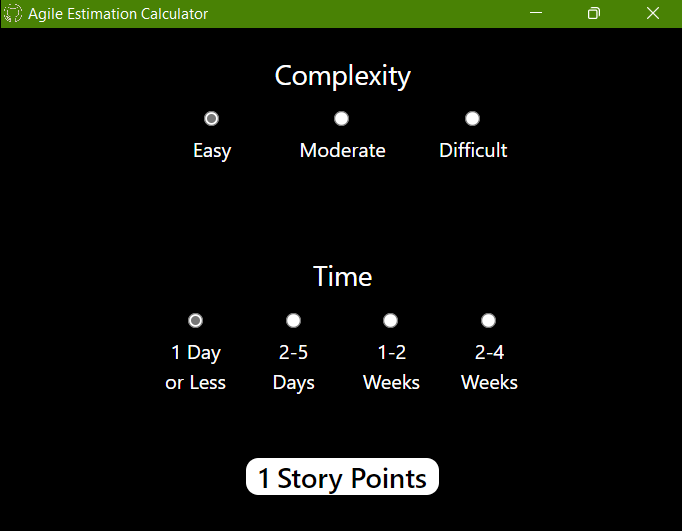 Agile Estimation Calculator
Complexity
Easy Moderate Difficult
Time
1 Day 2-5 1-2 2-4
or Less Days Weeks Weeks
1 Story Points